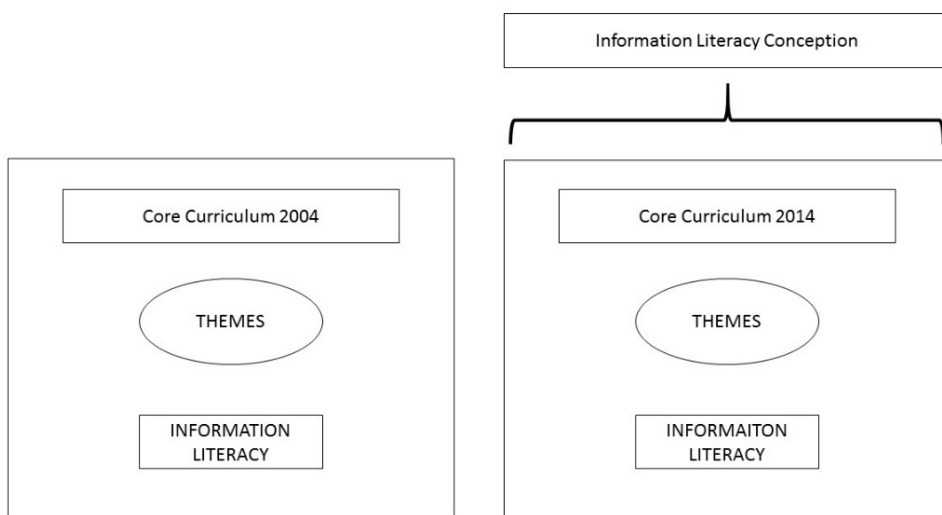 Information Literacy Conception
Core Curriculum 2004
THEMES
INFORMATION
LITERACY
Core Curriculum 2014
THEMES
INFORMAITON
LITERACY